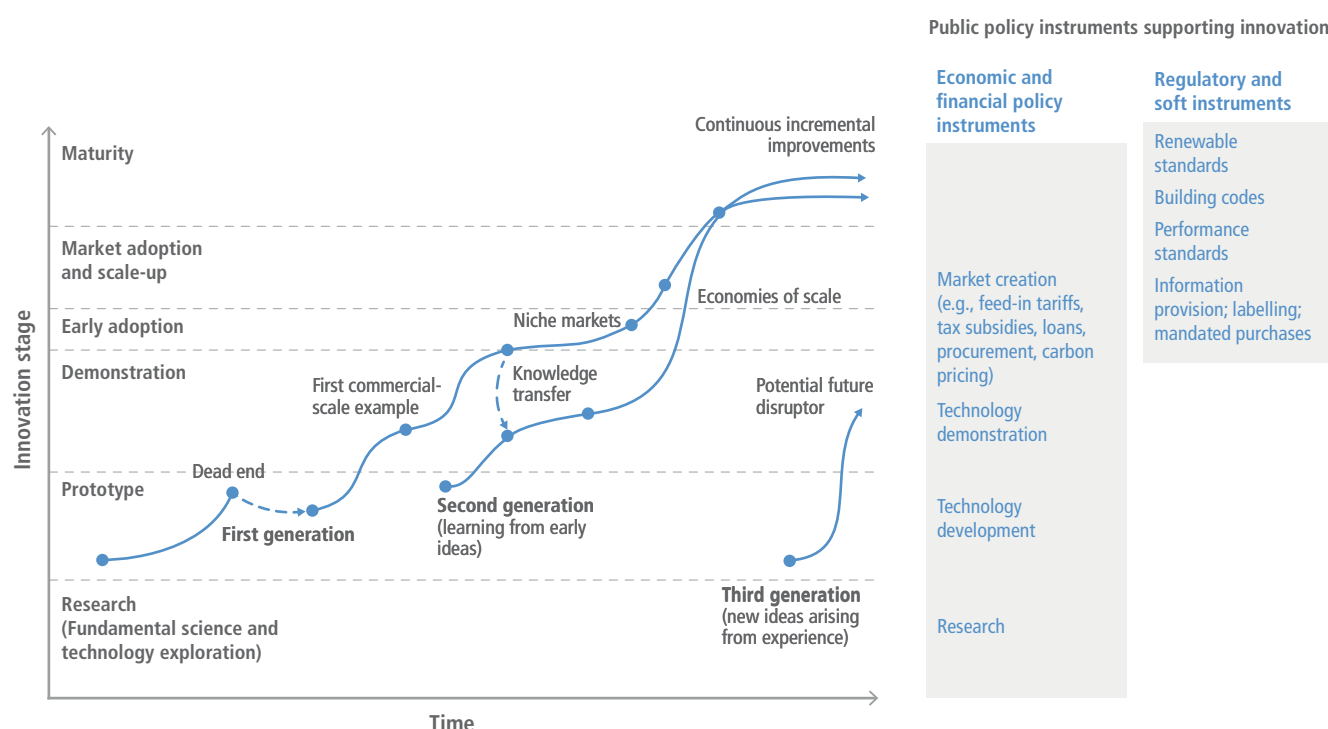 Public policy instruments supporting innovation
Economic and
financial policy
instruments
Regulatory and
soft instruments
Continuous incremental
improvements
Maturity
Market adoption
and scale-up
Early adoption
Demonstration
Prototype
Research
(Fundamental science and
technology exploration)
Innovation stage
Time
Dead end
First generation
First commercial-
scale example
Niche markets
Knowledge
transfer
Economies of scale
Second generation
(learning from early
ideas)
Potential future
disruptor
Third generation
(new ideas arising
from experience)
Market creation
(e.g., feed-in tariffs,
tax subsidies, loans,
procurement, carbon
pricing)
Technology
demonstration
Technology
development
Research
Renewable
standards
Building codes
Performance
standards
Information
provision; labelling;
mandated purchases